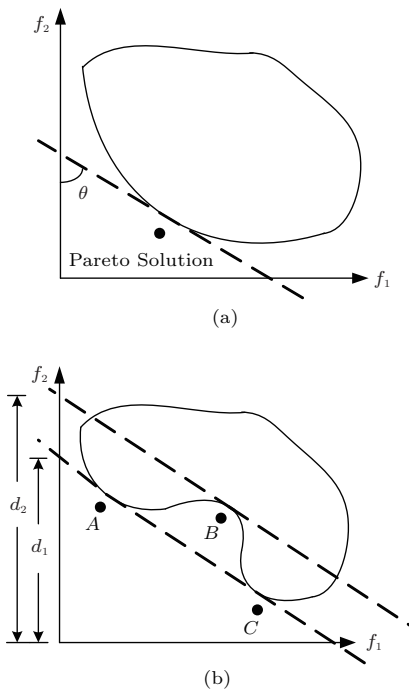 f₂
θ
Pareto Solution
f₁
(a)
f₂
d₂
d₁
A
B
C
f₁
(b)